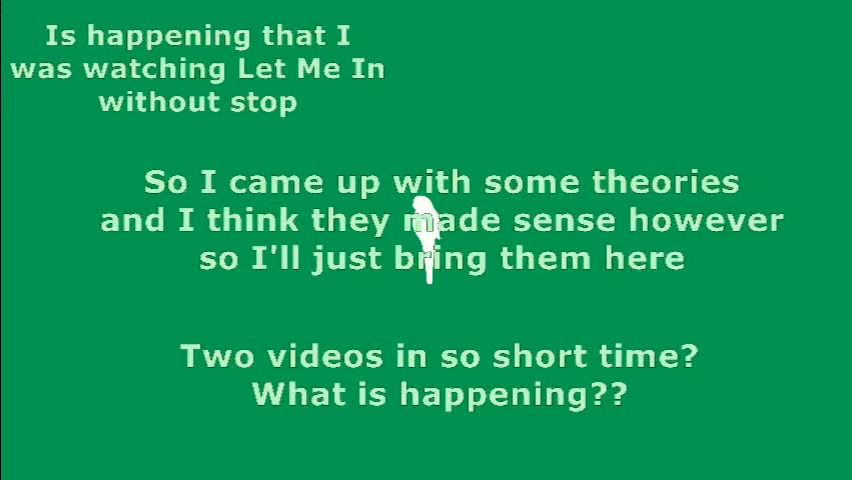 Is happening that I
was watching Let Me In
without stop
So I came up with some theories
and I think they made sense however
so I'll just bring them here
Two videos in so short time?
What is happening??